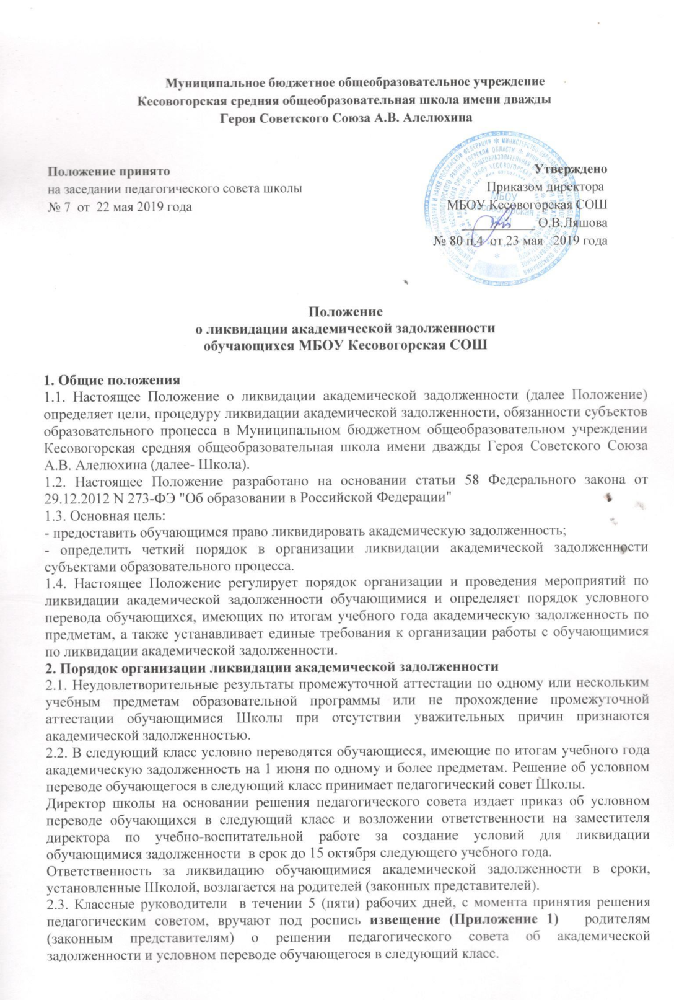 Муниципальное бюджетное общеобразовательное учреждение
Кесовогорская средняя общеобразовательная школа имени дважды
Героя Советского Союза А.В. Алелюхина
Положение принято
на заседании педагогического совета школы
№ 7 от 22 мая 2019 года
Утверждено
Приказом директора
МБОУ Кесовогорская СОШ
____________ О.В.Ляшова
№ 80 п.4 от 23 мая 2019 года
МБОУ
Кесовогорская
СОШ
Положение
о ликвидации академической задолженности
обучающихся МБОУ Кесовогорская СОШ
1. Общие положения
1.1. Настоящее Положение о ликвидации академической задолженности (далее Положение)
определяет цели, процедуру ликвидации академической задолженности, обязанности субъектов
образовательного процесса в Муниципальном бюджетном общеобразовательном учреждении
Кесовогорская средняя общеобразовательная школа имени дважды Героя Советского Союза
А.В. Алелюхина (далее- Школа).
1.2. Настоящее Положение разработано на основании статьи 58 Федерального закона от
29.12.2012 N 273-ФЭ "Об образовании в Российской Федерации"
1.3. Основная цель:
- предоставить обучающимся право ликвидировать академическую задолженность;
- определить четкий порядок в организации ликвидации академической задолженности
субъектами образовательного процесса.
1.4. Настоящее Положение регулирует порядок организации и проведения мероприятий по
ликвидации академической задолженности обучающимися и определяет порядок условного
перевода обучающихся, имеющих по итогам учебного года академическую задолженность по
предметам, а также устанавливает единые требования к организации работы с обучающимися
по ликвидации академической задолженности.
2. Порядок организации ликвидации академической задолженности
2.1. Неудовлетворительные результаты промежуточной аттестации по одному или нескольким
учебным предметам образовательной программы или не прохождение промежуточной
аттестации обучающимися Школы при отсутствии уважительных причин признаются
академической задолженностью.
2.2. В следующий класс условно переводятся обучающиеся, имеющие по итогам учебного года
академическую задолженность на 1 июня по одному и более предметам. Решение об условном
переводе обучающегося в следующий класс принимает педагогический совет Школы.
Директор школы на основании решения педагогического совета издает приказ об условном
переводе обучающихся в следующий класс и возложении ответственности на заместителя
директора по учебно-воспитательной работе за создание условий для ликвидации
обучающимися задолженности в срок до 15 октября следующего учебного года.
Ответственность за ликвидацию обучающимися академической задолженности в сроки,
установленные Школой, возлагается на родителей (законных представителей).
2.3. Классные руководители в течении 5 (пяти) рабочих дней, с момента принятия решения
педагогическим советом, вручают под роспись извещение (Приложение 1) родителям
(законным представителям) о решении педагогического совета об академической
задолженности и условном переводе обучающегося в следующий класс.